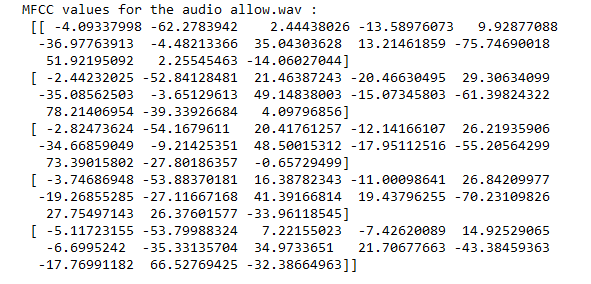 MFCC values for the audio allow.wav :
[[ -4.09337998 -62.2783942 2.44438026 -13.58976073 9.92877088
-36.97763913 -4.48213366 35.04303628 13.21461859 -75.74690018
51.92195092 2.25545463 -14.06027044]
[ -2.44232025 -52.84128481 21.46387243 -20.46630495 29.30634099
-35.08562503 -3.65129613 49.14838003 -15.07345803 -61.39824322
78.21406954 -39.33926684 4.09796856]
[ -2.82473624 -54.1679611 20.41761257 -12.14166107 26.21935906
-34.66859049 -9.21425351 48.50015312 -17.95112516 -55.20564299
73.39015802 -27.80186357 -0.65729499]
[ -3.74686948 -53.88370181 16.38782343 -11.00098641 26.84209977
-19.26855285 -27.11667168 41.39166814 19.43796255 -70.23109826
27.75497143 26.37601577 -33.96118545]
[ -5.11723155 -53.79988324 7.22155023 -7.42620089 14.92529065
-6.6995242 -35.33135704 34.9733651 21.70677663 -43.38459363
-17.76991182 66.52769425 -32.38664963]]